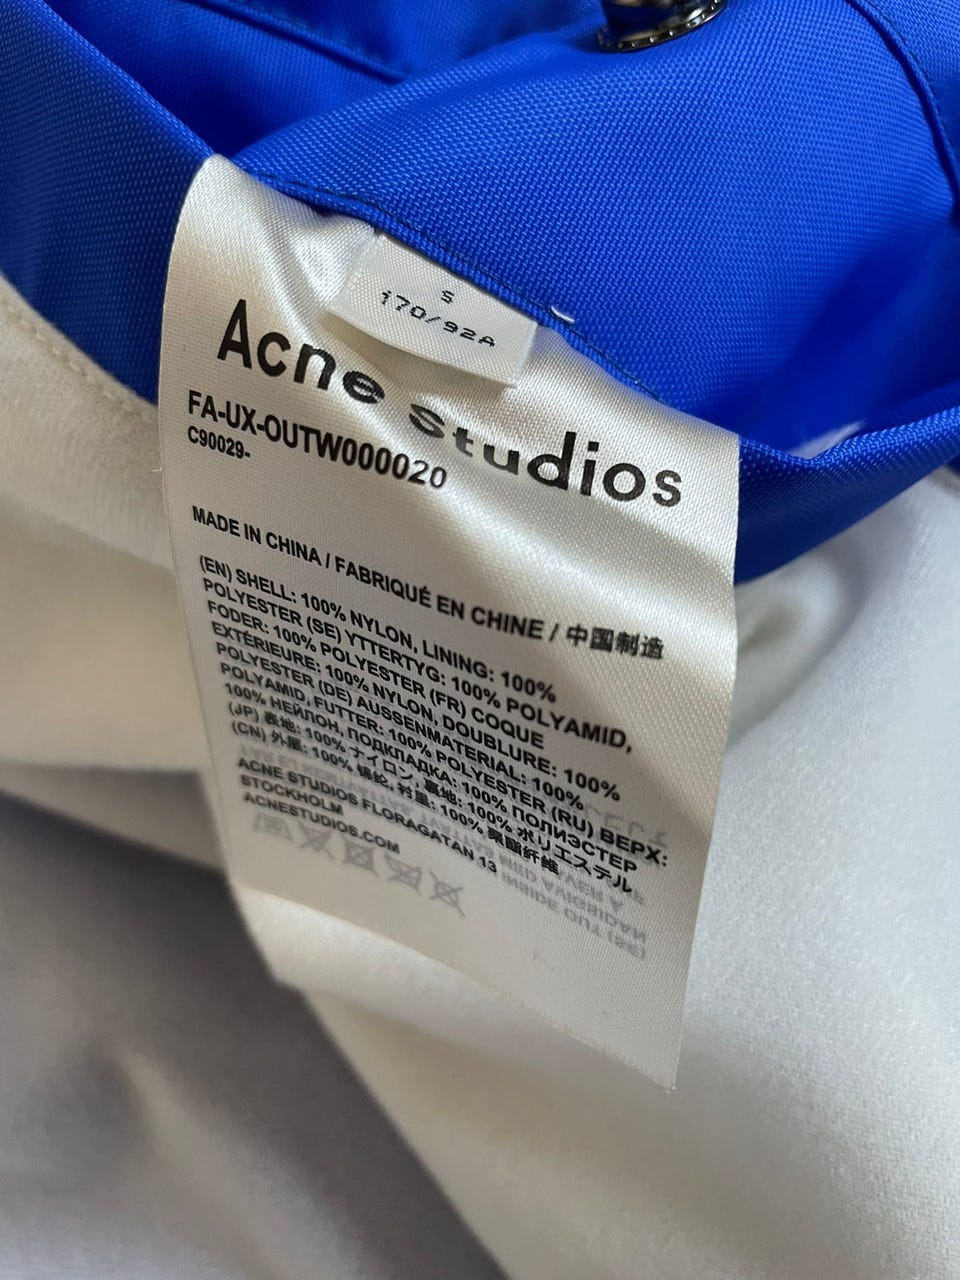 S
170/92A
Acne Studios
FA-UX-OUTW000020
C90029-
MADE IN CHINA / FABRIQUÉ EN CHINE / 中国制造
(EN) SHELL: 100% NYLON, LINING: 100%
POLYESTER (SE) YTTERTYG: 100% POLYAMID,
FODER: 100% POLYESTER (FR) COQUE
EXTÉRIEURE: 100% NYLON, DOUBLURE: 100%
POLYESTER (DE) AUSSENMATERIAL: 100%
POLYAMID, FUTTER: 100% POLYESTER (RU) ВЕРХ:
100% НЕЙЛОН, ПОДКЛАДКА: 100% ПОЛИЭСТЕР
(JP) 表地: 100% ナイロン, 裏地: 100% ポリエステル
(CN) 外层: 100% 锦纶, 衬里: 100% 聚酯纤维
ACNE STUDIOS FLORAGATAN 13
STOCKHOLM
ACNESTUDIOS.COM